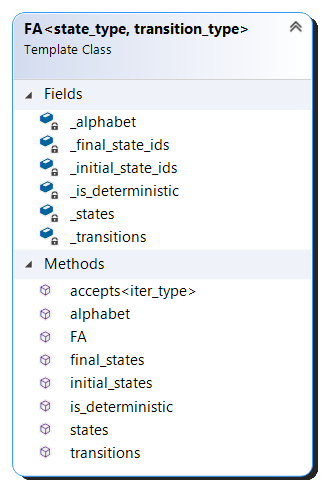 FA<state_type, transition_type>
Template Class
Fields
_alphabet
_final_state_ids
_initial_state_ids
_is_deterministic
_states
_transitions
Methods
accepts<iter_type>
alphabet
FA
final_states
initial_states
is_deterministic
states
transitions